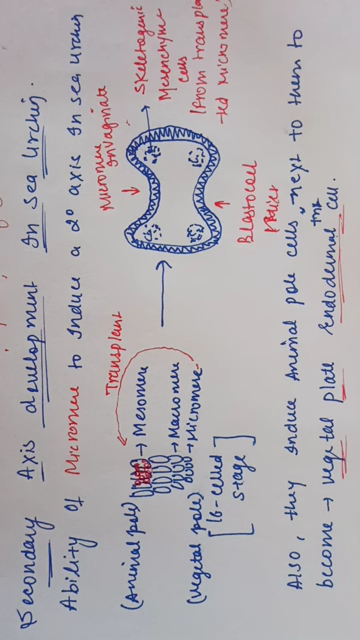 Secondary Axis development In Sea Urchin.
Ability of Micromere to induce a 2° axis in sea urchin
Transplant
(Animal pole)
→ Mesomere
→ Macromere
→ Micromere
(Vegetal pole)
[16-celled
stage]
Micromere
Invaginate
Skeletogenic
Mesenchyme
cells
(from transpla
-ted micromere)
Blastocoel
Also, they induce Animal pole cells next to them to
become → vegetal plate Endodermal cell.